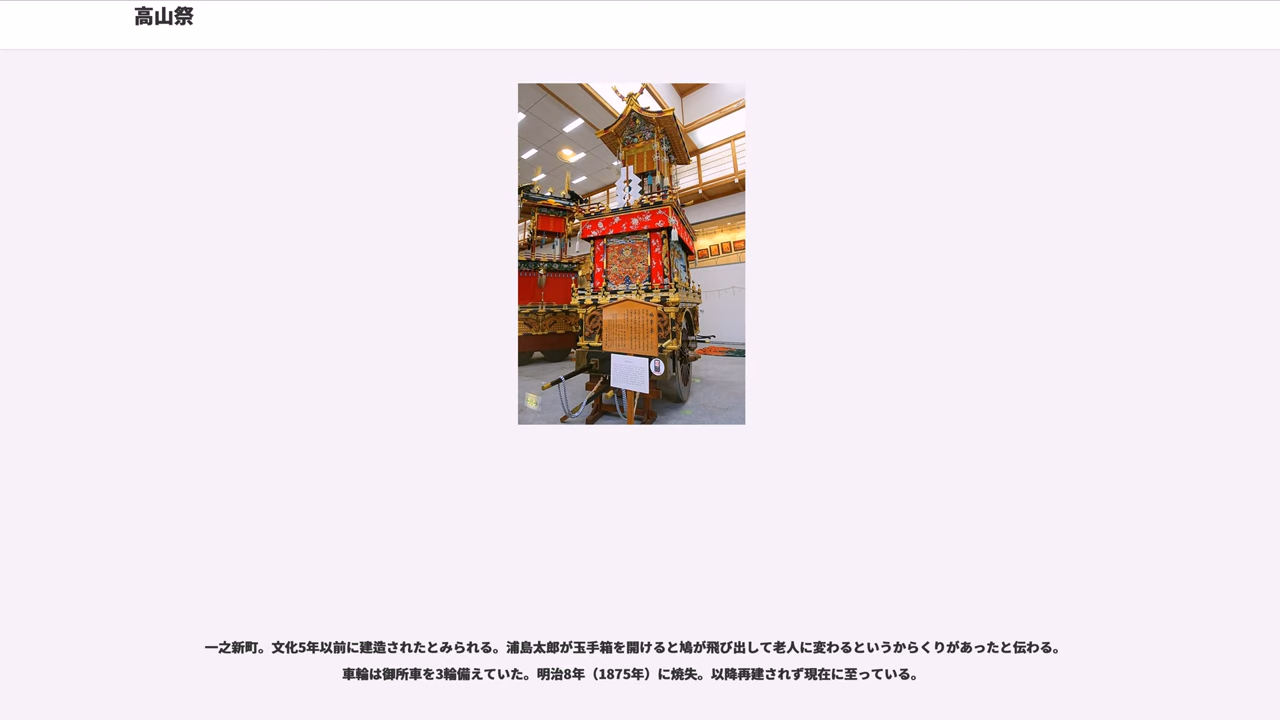 高山祭
一之新町。文化5年以前に建造されたとみられる。浦島太郎が玉手箱を開けると鳩が飛び出して老人に変わるというからくりがあったと伝わる。
車輪は御所車を3輪備えていた。明治8年（1875年）に焼失。以降再建されず現在に至っている。